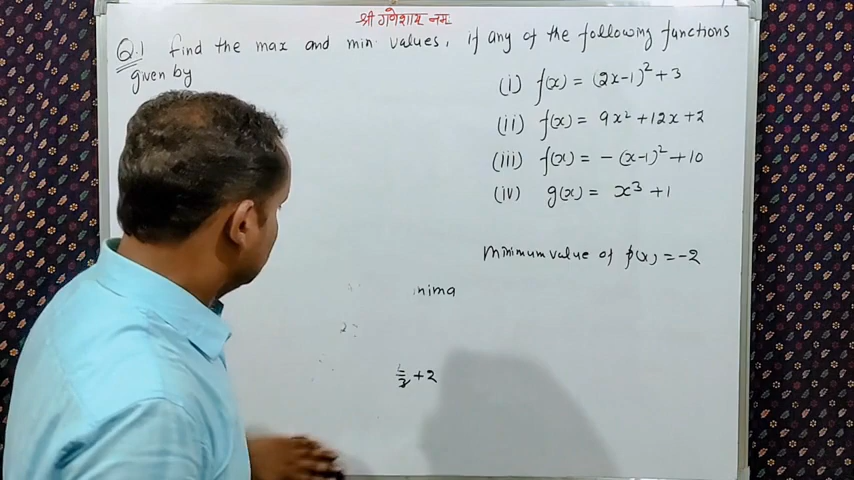 श्री गणेशाय नमः
Q.1 Find the max and min. values, if any of the following functions
given by
(i) f(x) = (2x-1)² + 3
(ii) f(x) = 9x² + 12x + 2
(iii) f(x) = - (x-1)² + 10
(iv) g(x) = x³ + 1
Minimum value of f(x) = -2
nima
+2